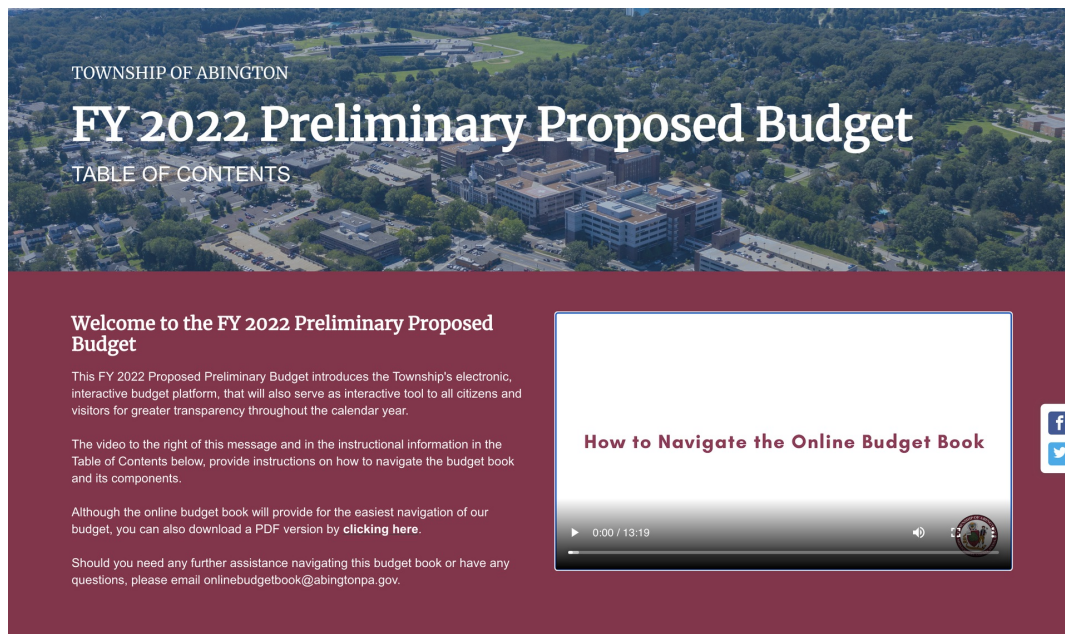 TOWNSHIP OF ABINGTON
FY 2022 Preliminary Proposed Budget
TABLE OF CONTENTS
Welcome to the FY 2022 Preliminary Proposed
Budget
This FY 2022 Proposed Preliminary Budget introduces the Township's electronic,
interactive budget platform, that will also serve as interactive tool to all citizens and
visitors for greater transparency throughout the calendar year.
The video to the right of this message and in the instructional information in the
Table of Contents below, provide instructions on how to navigate the budget book
and its components.
Although the online budget book will provide for the easiest navigation of our
budget, you can also download a PDF version by clicking here.
Should you need any further assistance navigating this budget book or have any
questions, please email onlinebudgetbook@abingtonpa.gov.
How to Navigate the Online Budget Book
0:00 / 13:19